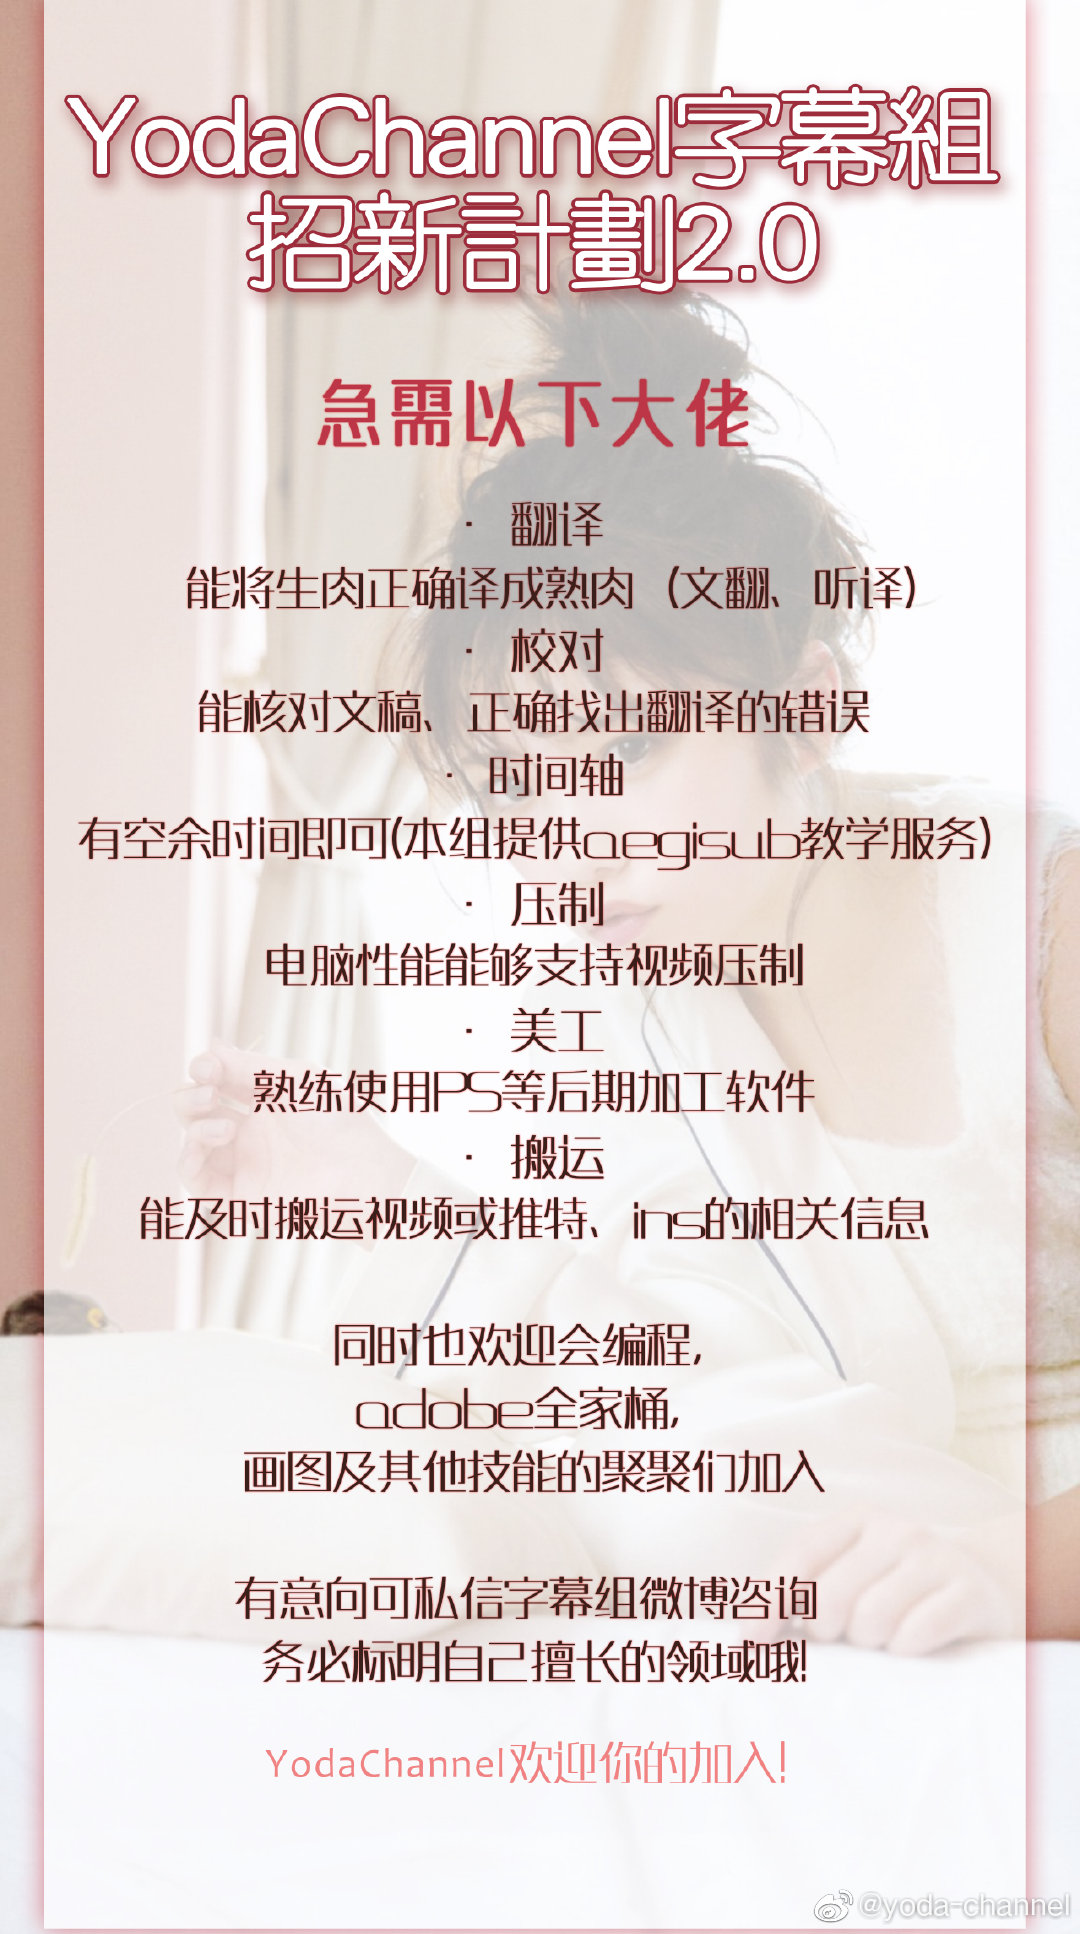 YodaChannel字幕組
招新計劃2.0
急需以下大佬
· 翻译
能将生肉正确译成熟肉（文翻、听译）
· 校对
能核对文稿、正确找出翻译的错误
· 时间轴
有空余时间即可(本组提供aegisub教学服务)
· 压制
电脑性能能够支持视频压制
· 美工
熟练使用PS等后期加工软件
· 搬运
能及时搬运视频或推特、ins的相关信息
同时也欢迎会编程,
adobe全家桶,
画图及其他技能的聚聚们加入
有意向可私信字幕组微博咨询
务必标明自己擅长的领域哦!
YodaChannel欢迎你的加入!
@yoda-channel